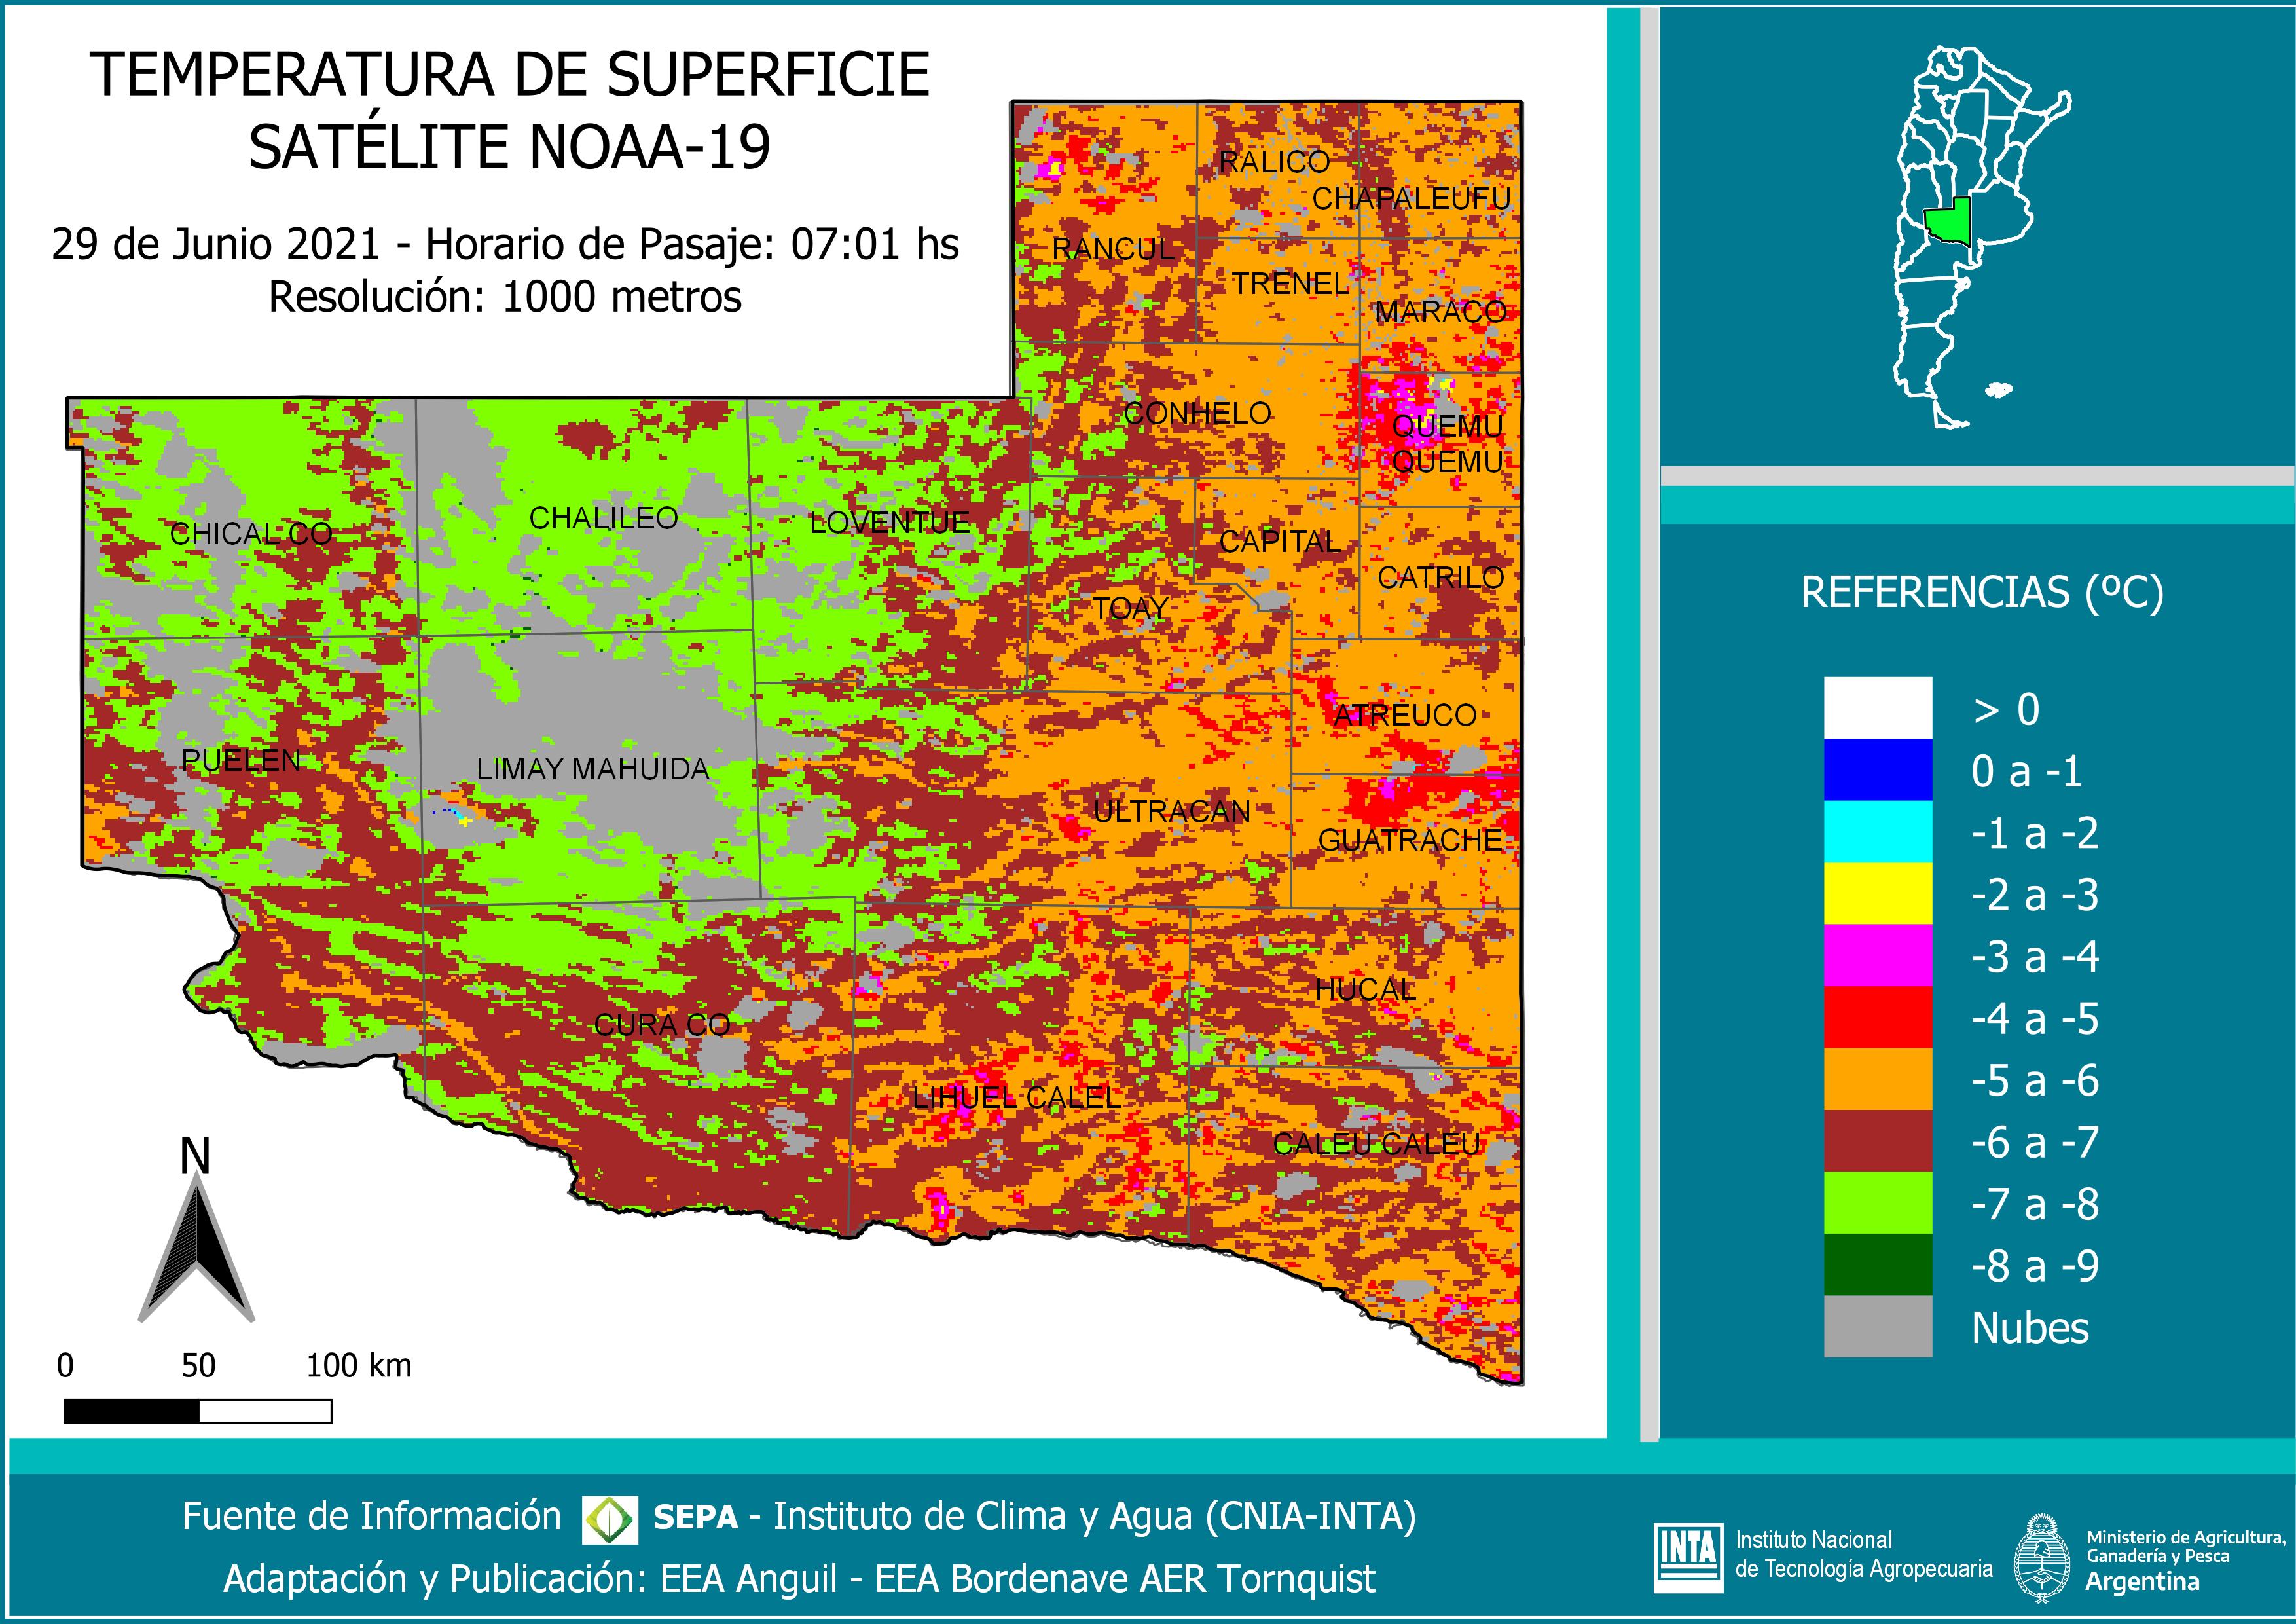 TEMPERATURA DE SUPERFICIE
SATÉLITE NOAA-19
29 de Junio 2021 - Horario de Pasaje: 07:01 hs
Resolución: 1000 metros
RALICO
CHAPALEUFU
RANCUL
TRENEL
MARACO
CONHELO
QUEMU
QUEMU
CHICAL CO
CHALILEO
LOVENTUE
CAPITAL
CATRILO
TOAY
ATREUCO
PUELEN
LIMAY MAHUIDA
ULTRACAN
GUATRACHE
HUCAL
CURA CO
LIHUEL CALEL
CALEU CALEU
N
0 50 100 km
REFERENCIAS (ºC)
> 0
0 a -1
-1 a -2
-2 a -3
-3 a -4
-4 a -5
-5 a -6
-6 a -7
-7 a -8
-8 a -9
Nubes
Fuente de Información SEPA - Instituto de Clima y Agua (CNIA-INTA)
Adaptación y Publicación: EEA Anguil - EEA Bordenave AER Tornquist
INTA
Instituto Nacional
de Tecnología Agropecuaria
Ministerio de Agricultura,
Ganadería y Pesca
Argentina